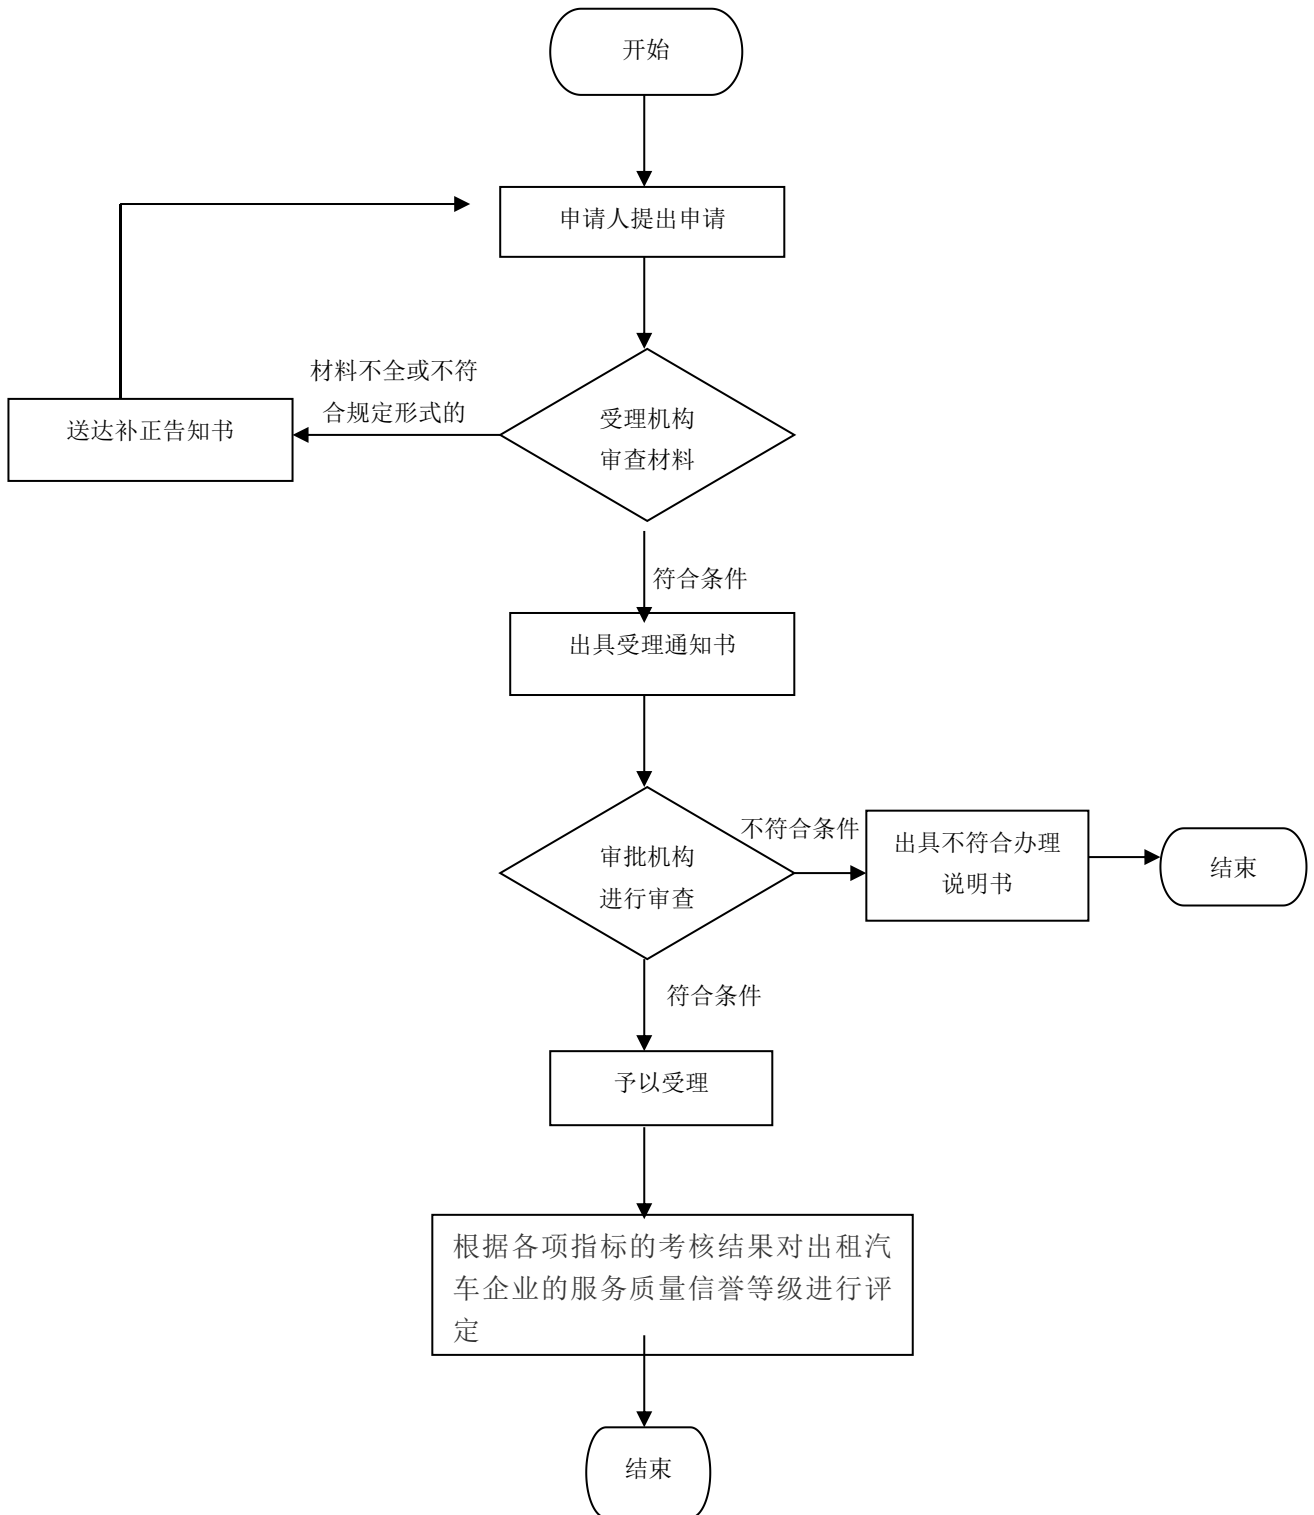 开始
申请人提出申请
材料不全或不符
合规定形式的
送达补正告知书
受理机构
审查材料
符合条件
出具受理通知书
不符合条件
审批机构
进行审查
出具不符合办理
说明书
结束
符合条件
予以受理
根据各项指标的考核结果对出租汽
车企业的服务质量信誉等级进行评
定
结束